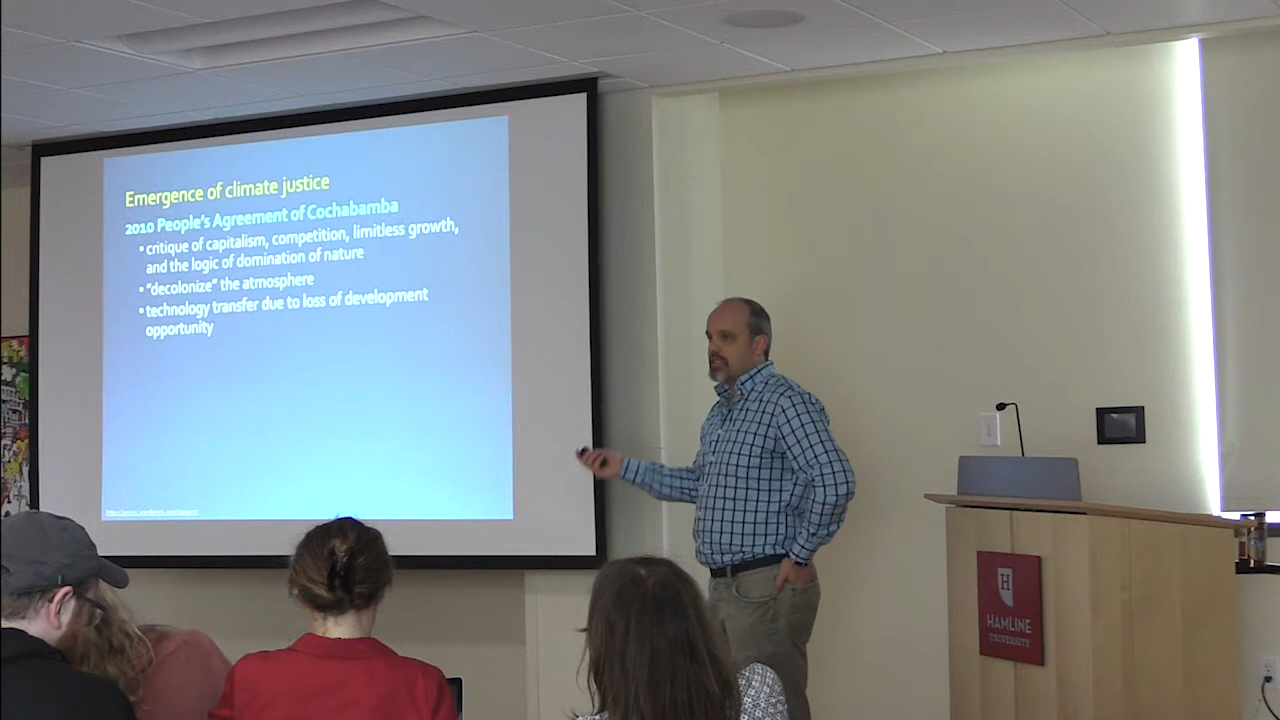 Emergence of climate justice
2010 People's Agreement of Cochabamba
• critique of capitalism, competition, limitless growth,
and the logic of domination of nature
• "decolonize" the atmosphere
• technology transfer due to loss of development
opportunity
H
HAMLINE
UNIVERSITY